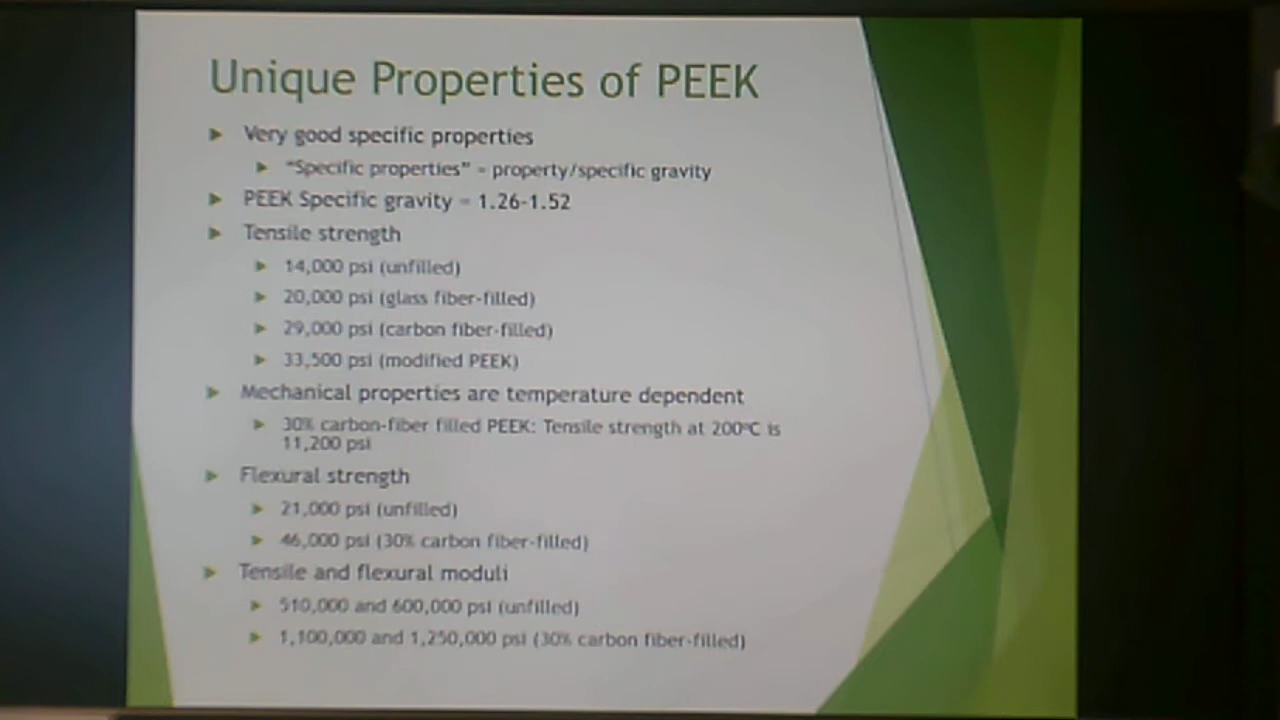 Unique Properties of PEEK
Very good specific properties
"Specific properties" = property/specific gravity
PEEK Specific gravity = 1.26-1.52
Tensile strength
14,000 psi (unfilled)
20,000 psi (glass fiber-filled)
29,000 psi (carbon fiber-filled)
33,500 psi (modified PEEK)
Mechanical properties are temperature dependent
30% carbon-fiber filled PEEK: Tensile strength at 200ºC is
11,200 psi
Flexural strength
21,000 psi (unfilled)
46,000 psi (30% carbon fiber-filled)
Tensile and flexural moduli
510,000 and 600,000 psi (unfilled)
1,100,000 and 1,250,000 psi (30% carbon fiber-filled)